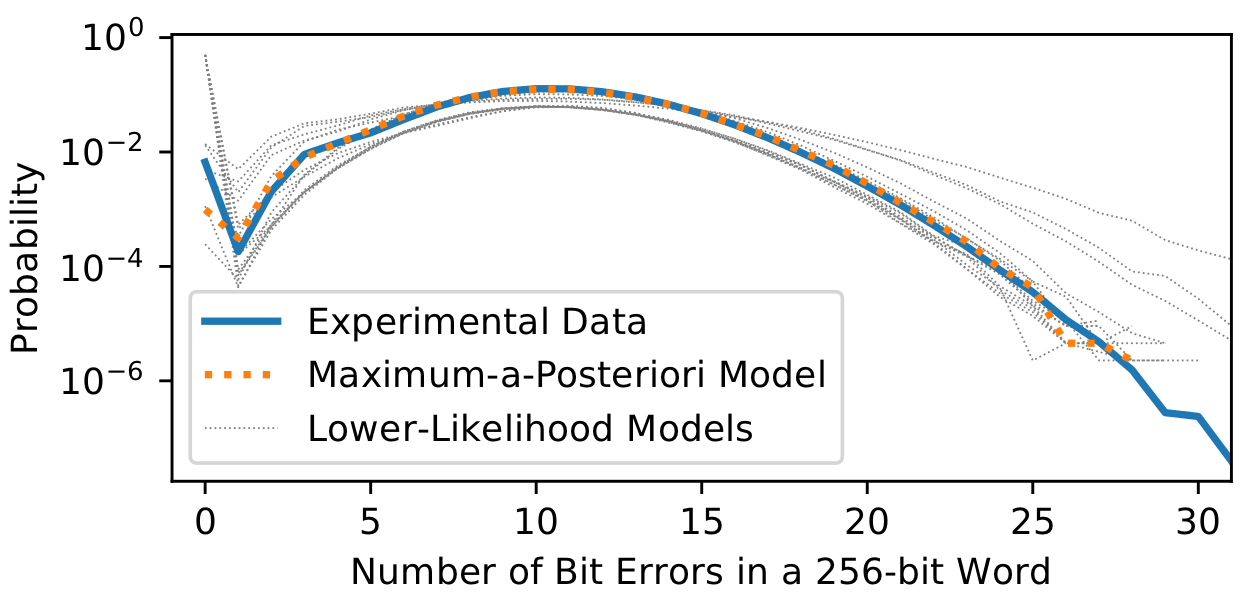 10^0
10^-2
10^-4
10^-6
Probability
Experimental Data
Maximum-a-Posteriori Model
Lower-Likelihood Models
0 5 10 15 20 25 30
Number of Bit Errors in a 256-bit Word